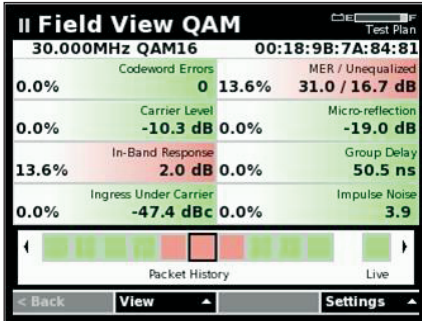 II Field View QAM
E F
Test Plan
30.000MHz QAM16 00:18:9B:7A:84:81
Codeword Errors
0.0% 0
MER / Unequalized
13.6% 31.0 / 16.7 dB
Carrier Level
0.0% -10.3 dB
Micro-reflection
0.0% -19.0 dB
In-Band Response
13.6% 2.0 dB
Group Delay
0.0% 50.5 ns
Ingress Under Carrier
0.0% -47.4 dBc
Impulse Noise
0.0% 3.9
Packet History Live
< Back View Settings